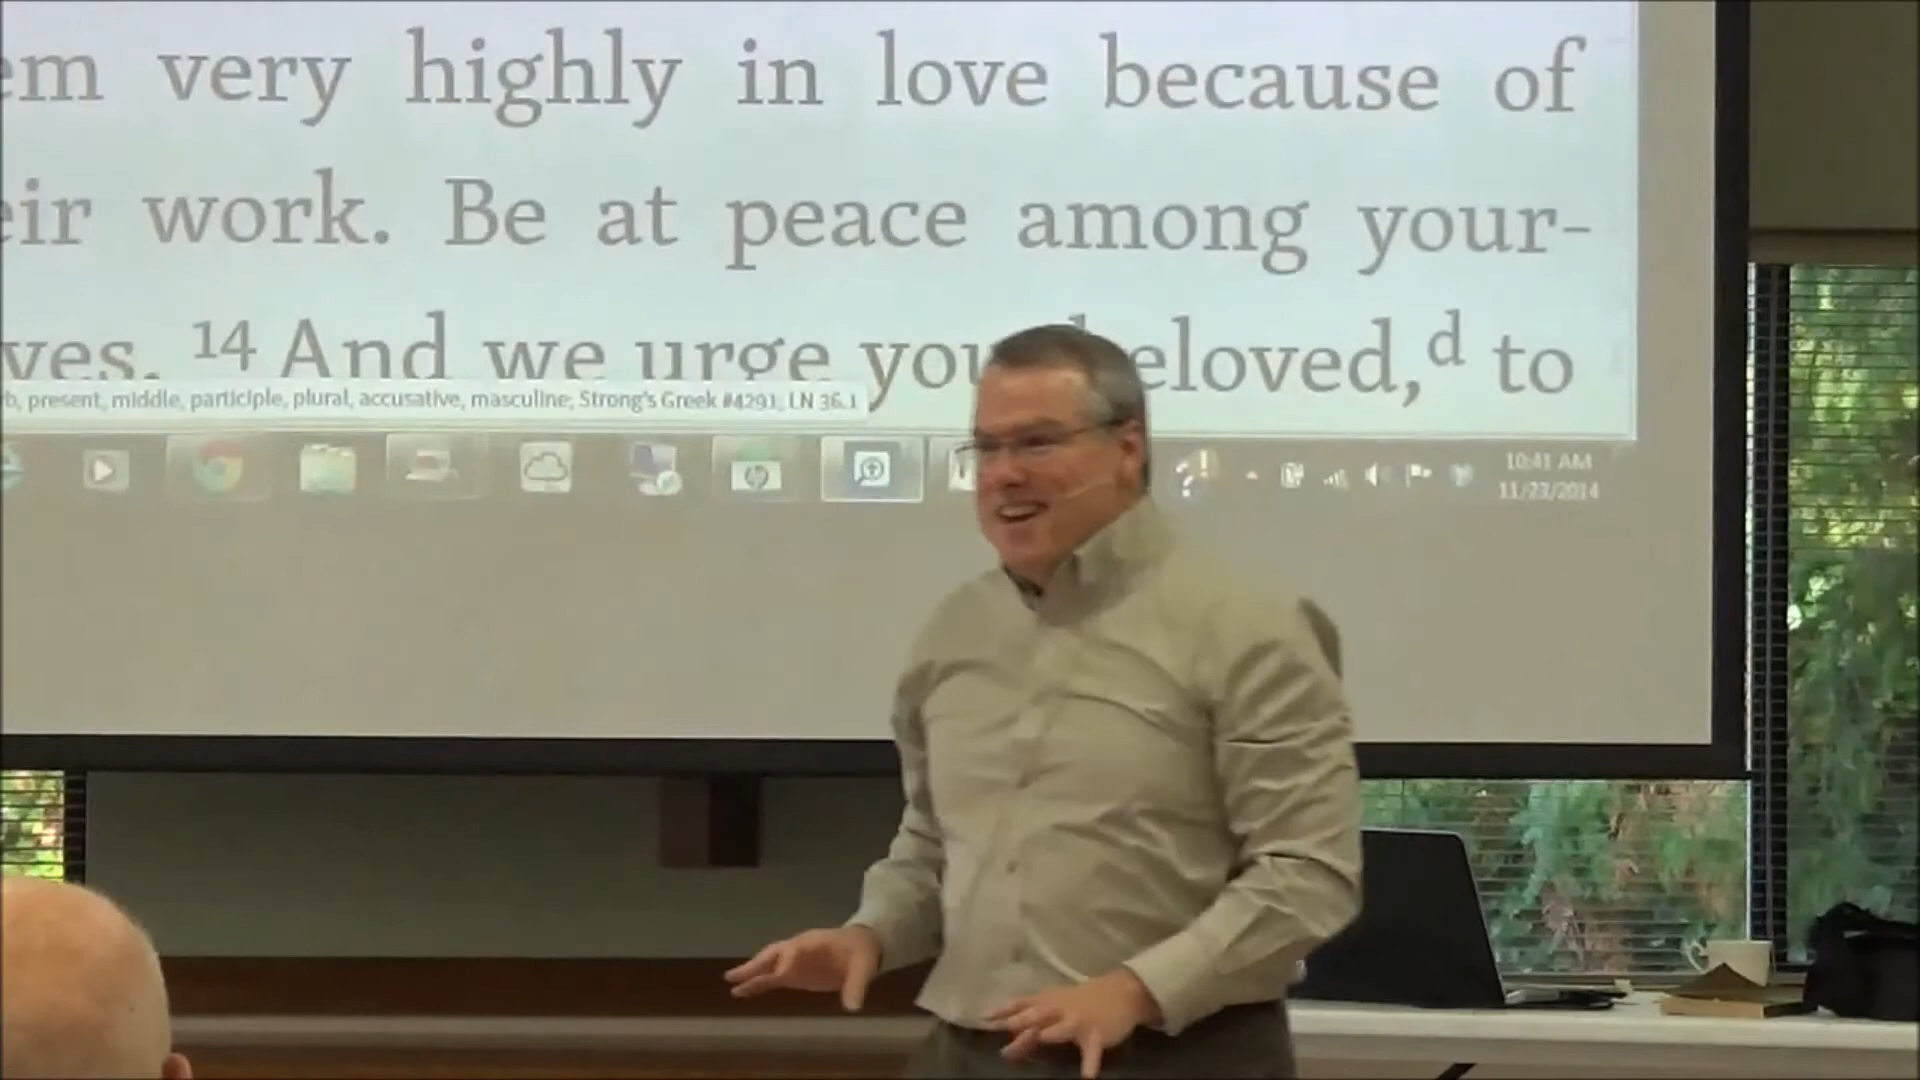 em very highly in love because of
eir work. Be at peace among your-
ves. 14 And we urge you beloved,d to
b, present, middle, participle, plural, accusative, masculine; Strong's Greek #4291, LN 36.1
10:41 AM
11/23/2014